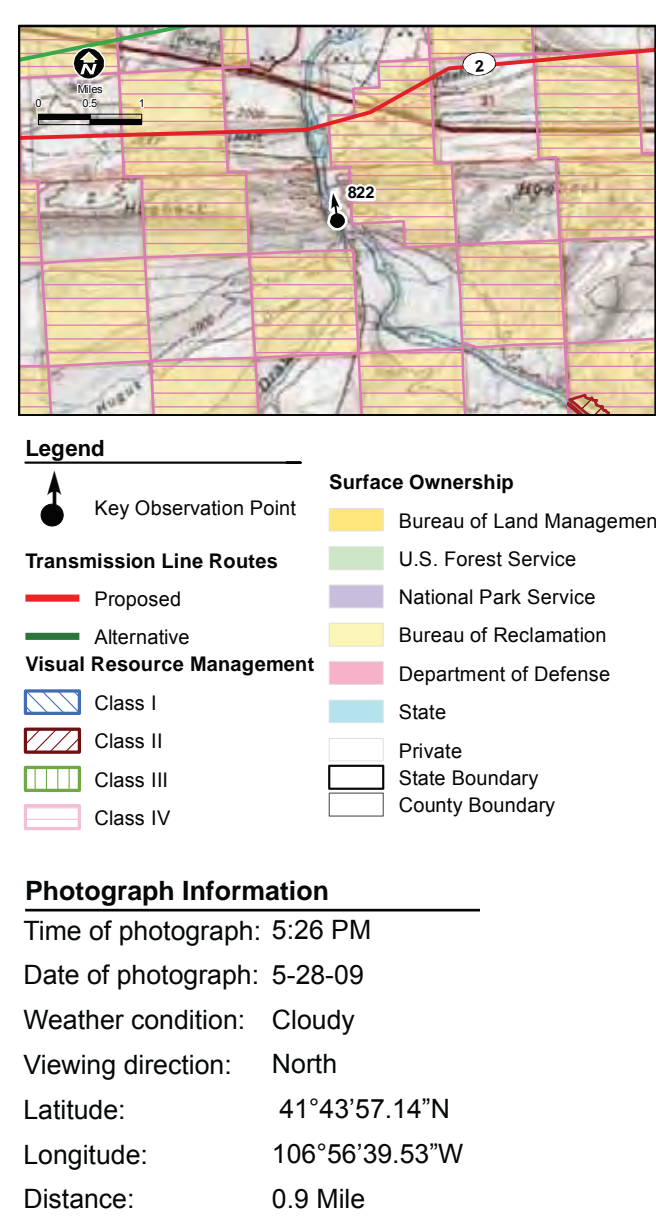 N
Miles
0 0.5 1
2
31
822
Hogback
Draw
Hugus
Legend
Key Observation Point
Transmission Line Routes
Proposed
Alternative
Visual Resource Management
Class I
Class II
Class III
Class IV
Surface Ownership
Bureau of Land Managemen
U.S. Forest Service
National Park Service
Bureau of Reclamation
Department of Defense
State
Private
State Boundary
County Boundary
Photograph Information
Time of photograph: 5:26 PM
Date of photograph: 5-28-09
Weather condition: Cloudy
Viewing direction: North
Latitude: 41°43'57.14”N
Longitude: 106°56’39.53”W
Distance: 0.9 Mile